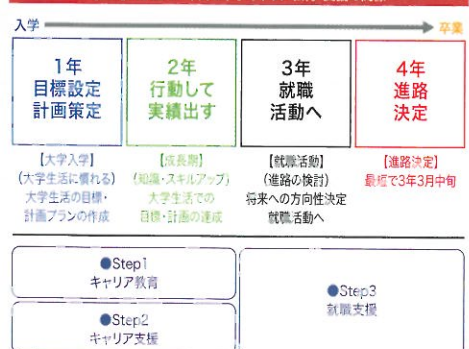 入学
卒業
1年
目標設定
計画策定
2年
行動して
実績出す
3年
就職
活動へ
4年
進路
決定
【大学入学】
(大学生活に慣れる)
大学生活の目標・
計画プランの作成
【成長期】
(知識・スキルアップ)
大学生活での
目標・計画の達成
【就職活動】
(進路の検討)
将来への方向性決定
就職活動へ
【進路決定】
最短で3年3月中旬
●Step1
キャリア教育
●Step2
キャリア支援
●Step3
就職支援